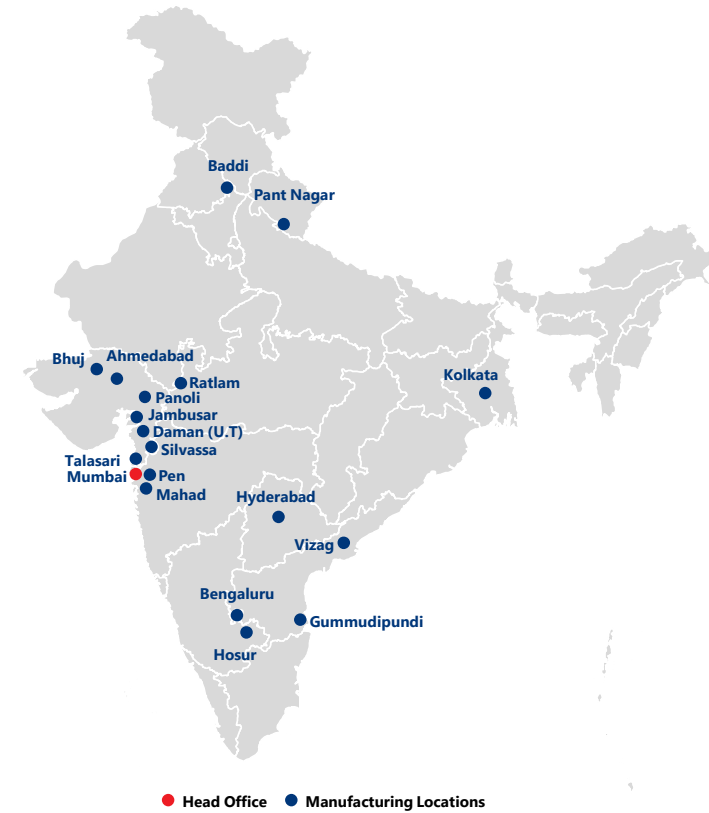 Baddi
Pant Nagar
Bhuj
Ahmedabad
Ratlam
Kolkata
Panoli
Jambusar
Daman (U.T)
Silvassa
Talasari
Mumbai
Pen
Mahad
Hyderabad
Vizag
Bengaluru
Gummudipundi
Hosur
Head Office
Manufacturing Locations